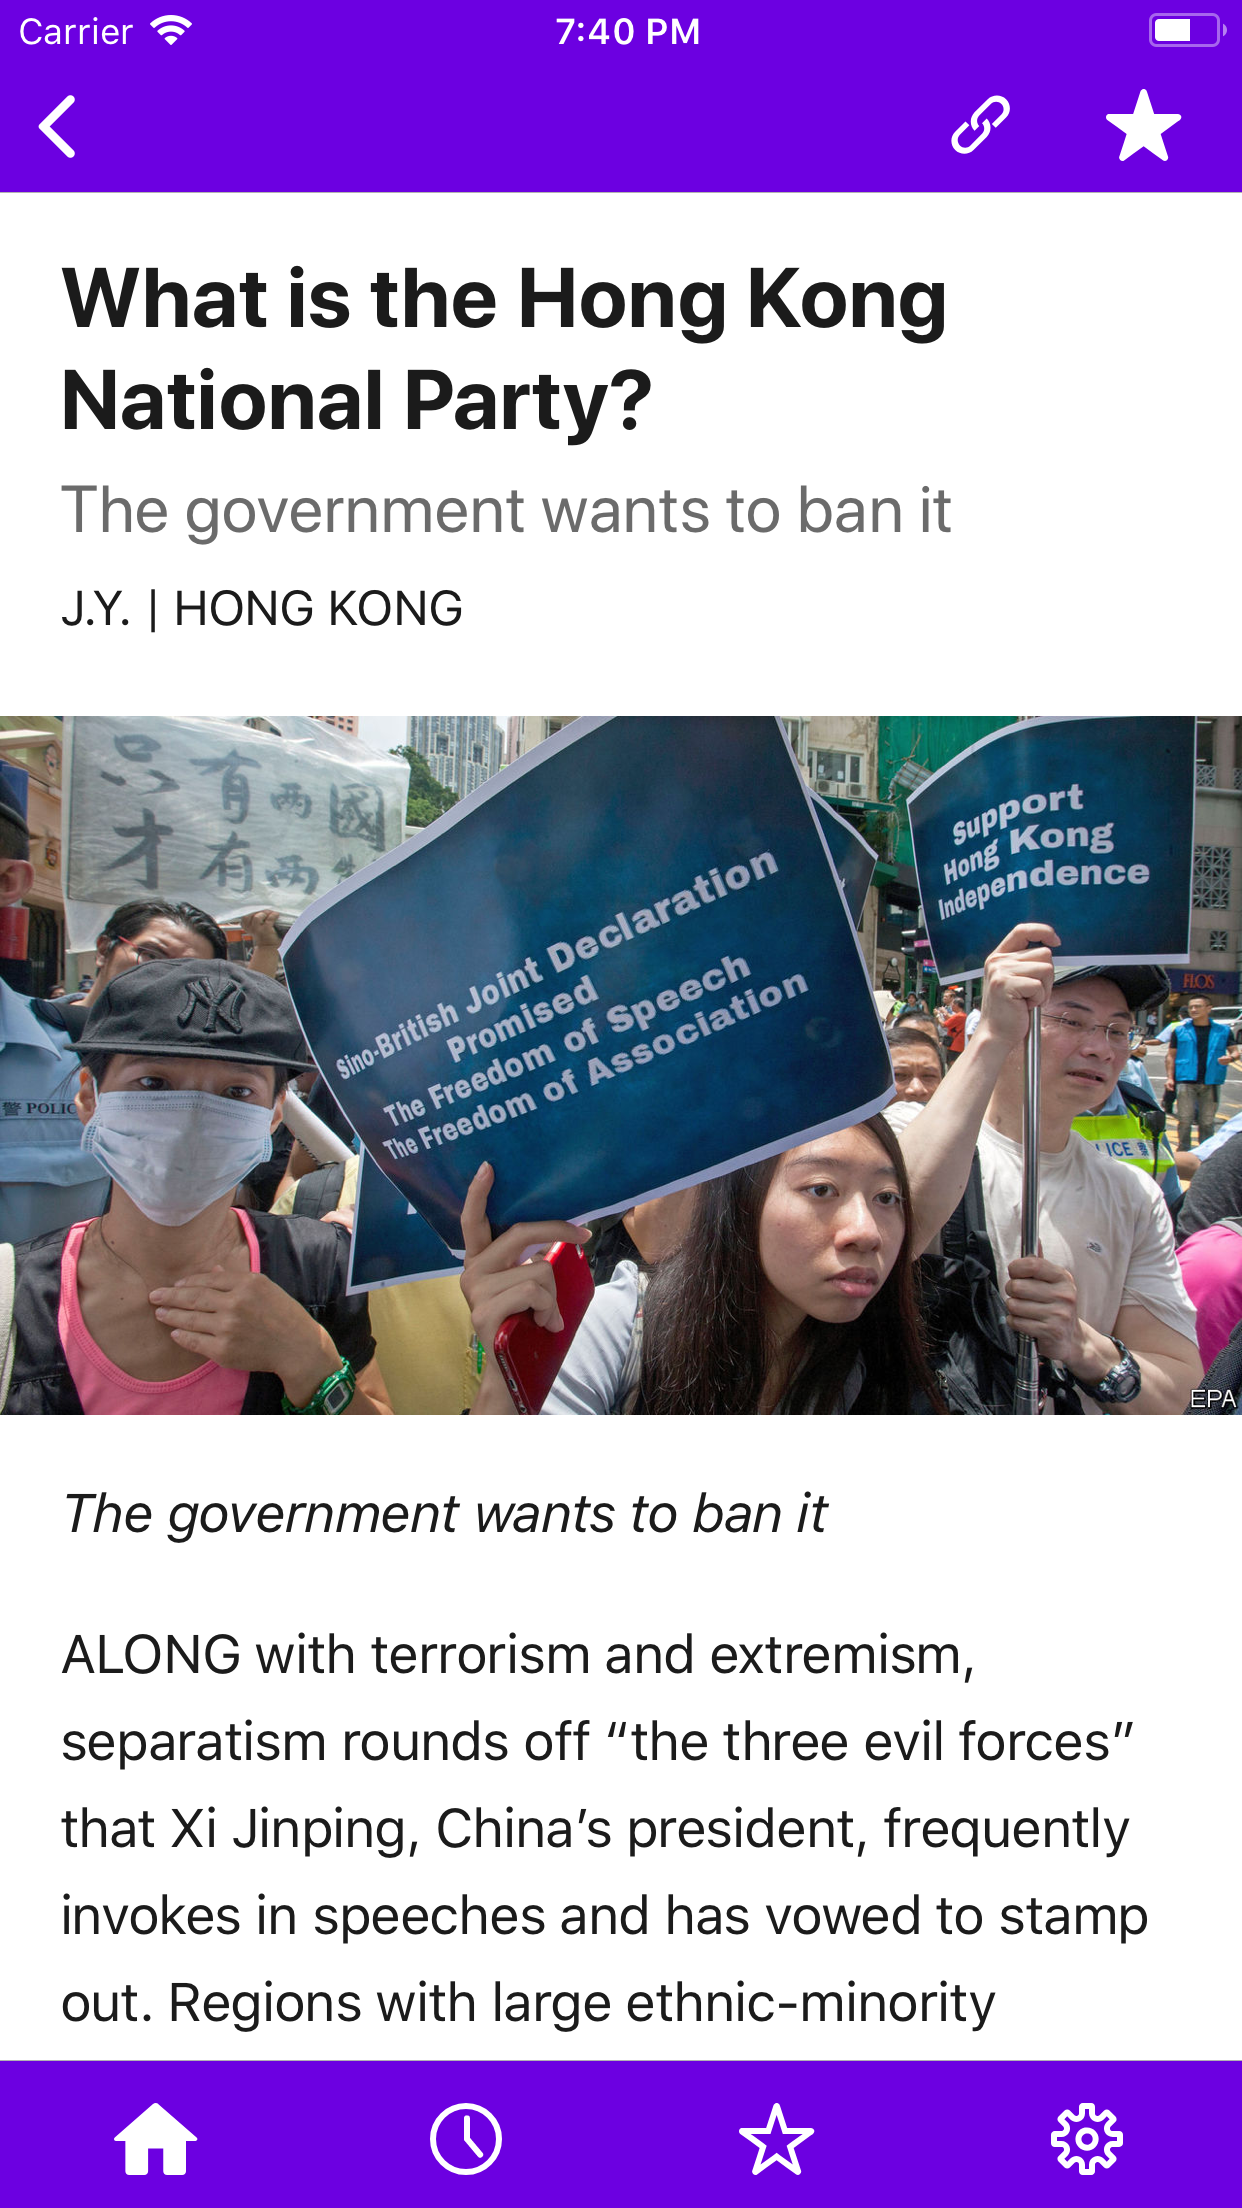 Carrier 7:40 PM
What is the Hong Kong
National Party?
The government wants to ban it
J.Y. | HONG KONG
只有兩國
才有兩
Sino-British Joint Declaration
Promised
The Freedom of Speech
The Freedom of Association
Support
Hong Kong
Independence
FLOS
NY
警 POLIC
LICE
EPA
The government wants to ban it
ALONG with terrorism and extremism,
separatism rounds off “the three evil forces”
that Xi Jinping, China’s president, frequently
invokes in speeches and has vowed to stamp
out. Regions with large ethnic-minority